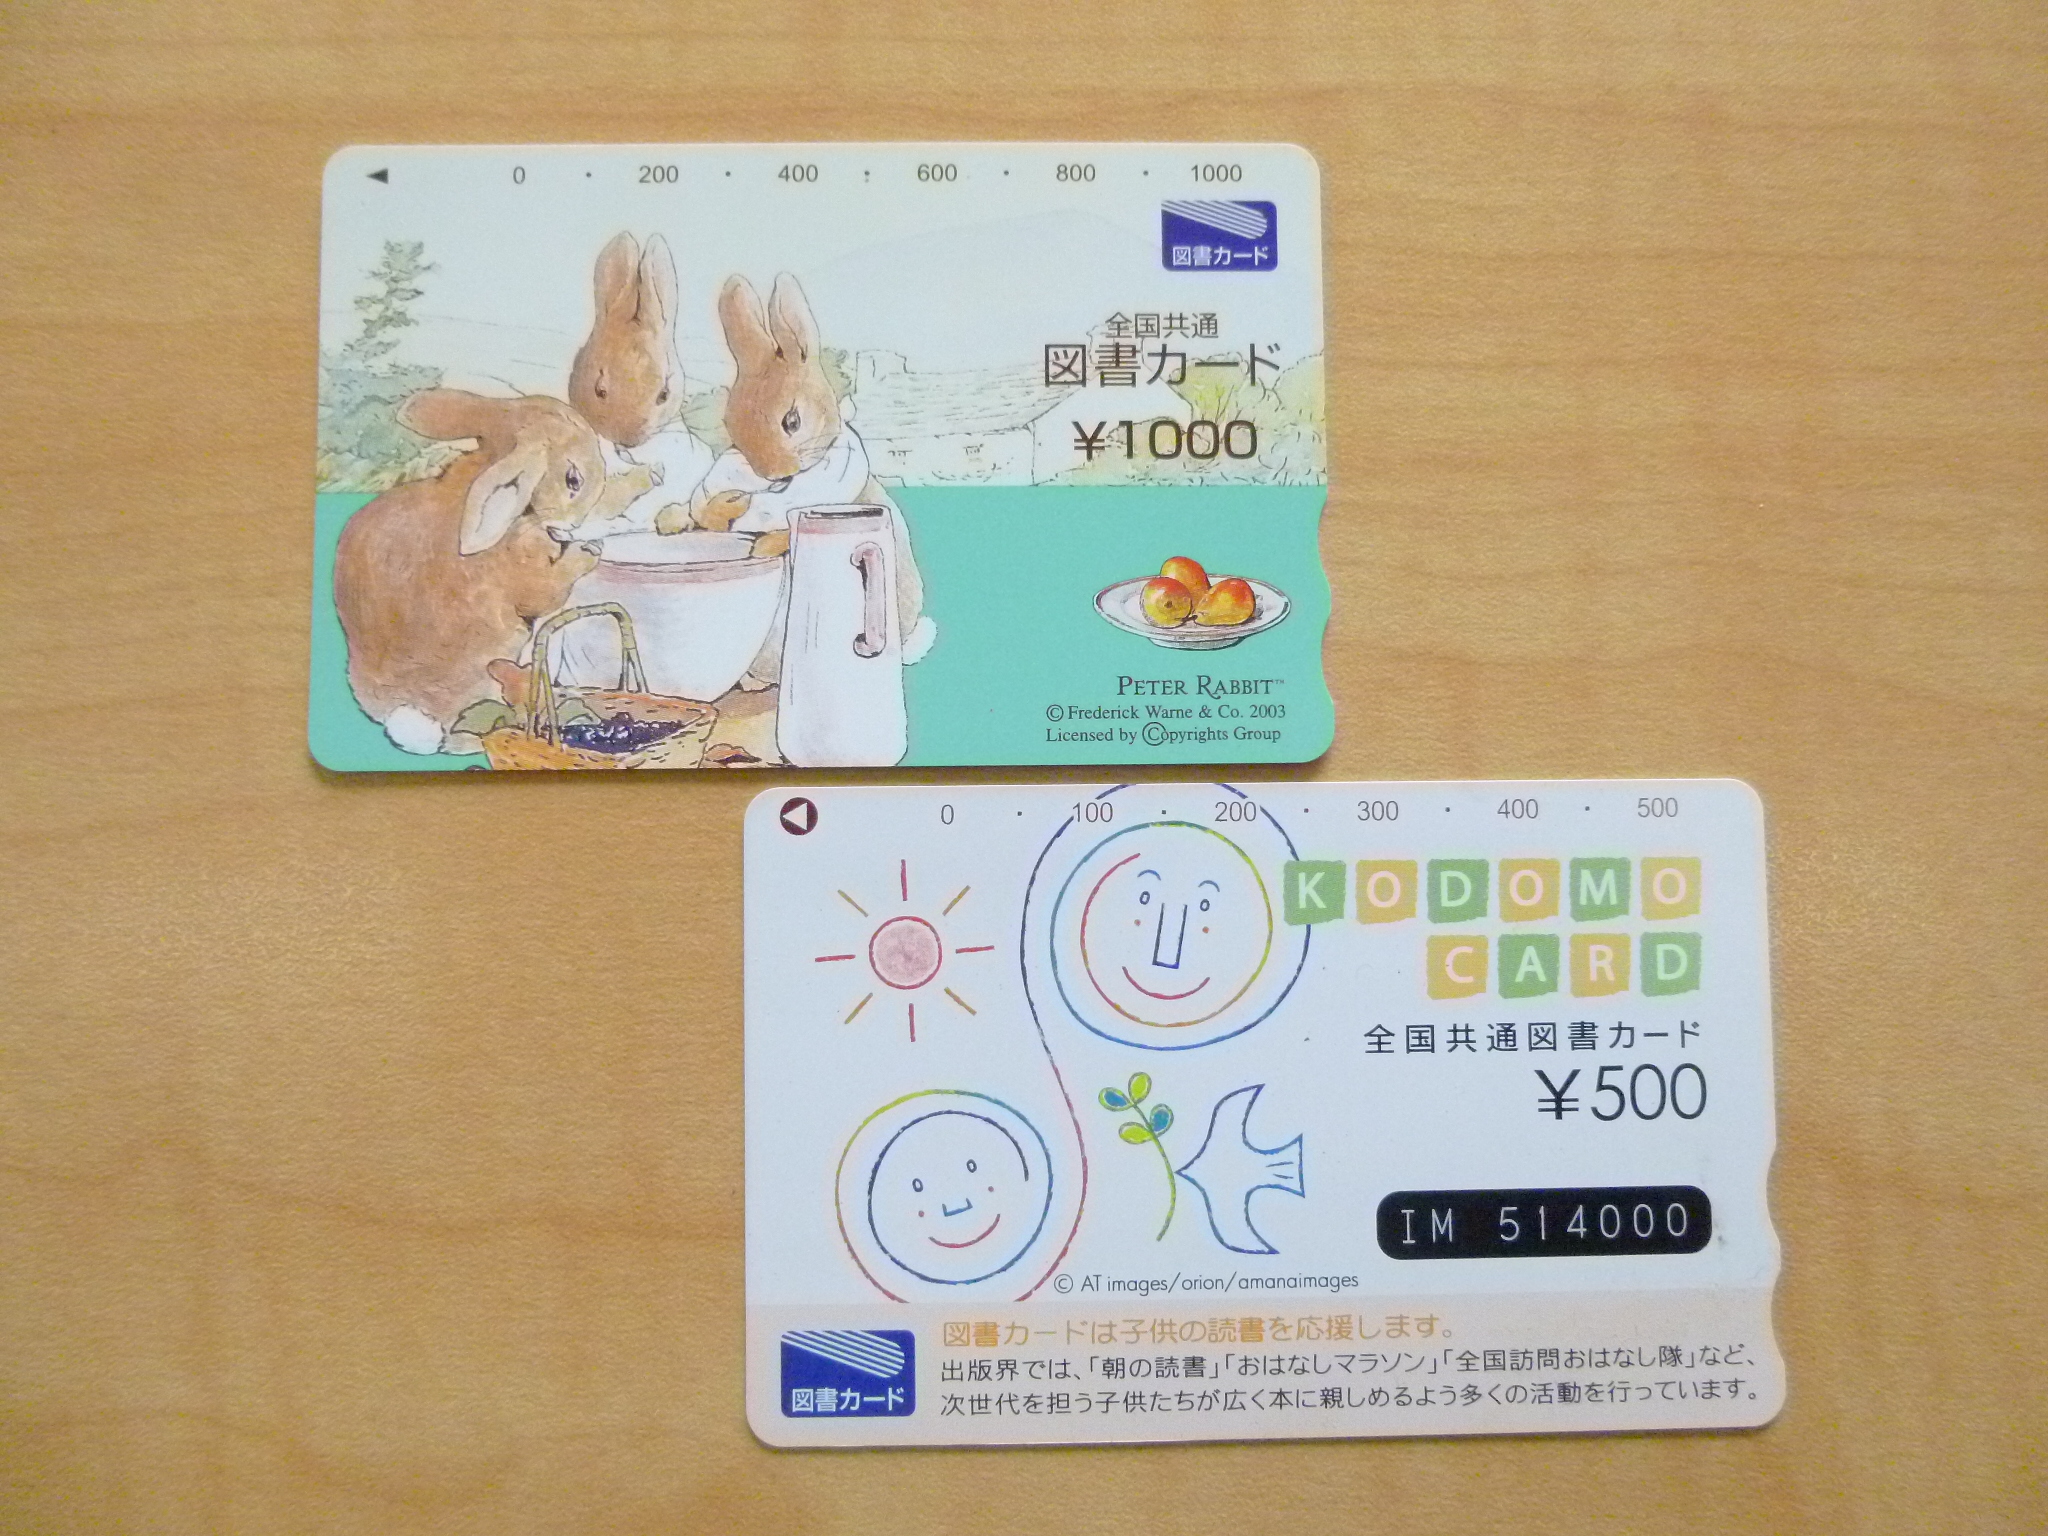 0 ・ 200 ・ 400 ・ 600 ・ 800 ・ 1000
図書カード
全国共通
図書カード
¥1000
PETER RABBIT™
© Frederick Warne & Co. 2003
Licensed by ©opyrights Group
0 ・ 100 ・ 200 ・ 300 ・ 400 ・ 500
KODOMO
CARD
全国共通図書カード
¥500
IM 514000
© AT images/orion/amanaimages
図書カード
図書カードは子供の読書を応援します。
出版界では、「朝の読書」「おはなしマラソン」「全国訪問おはなし隊」など、
次世代を担う子供たちが広く本に親しめるよう多くの活動を行っています。